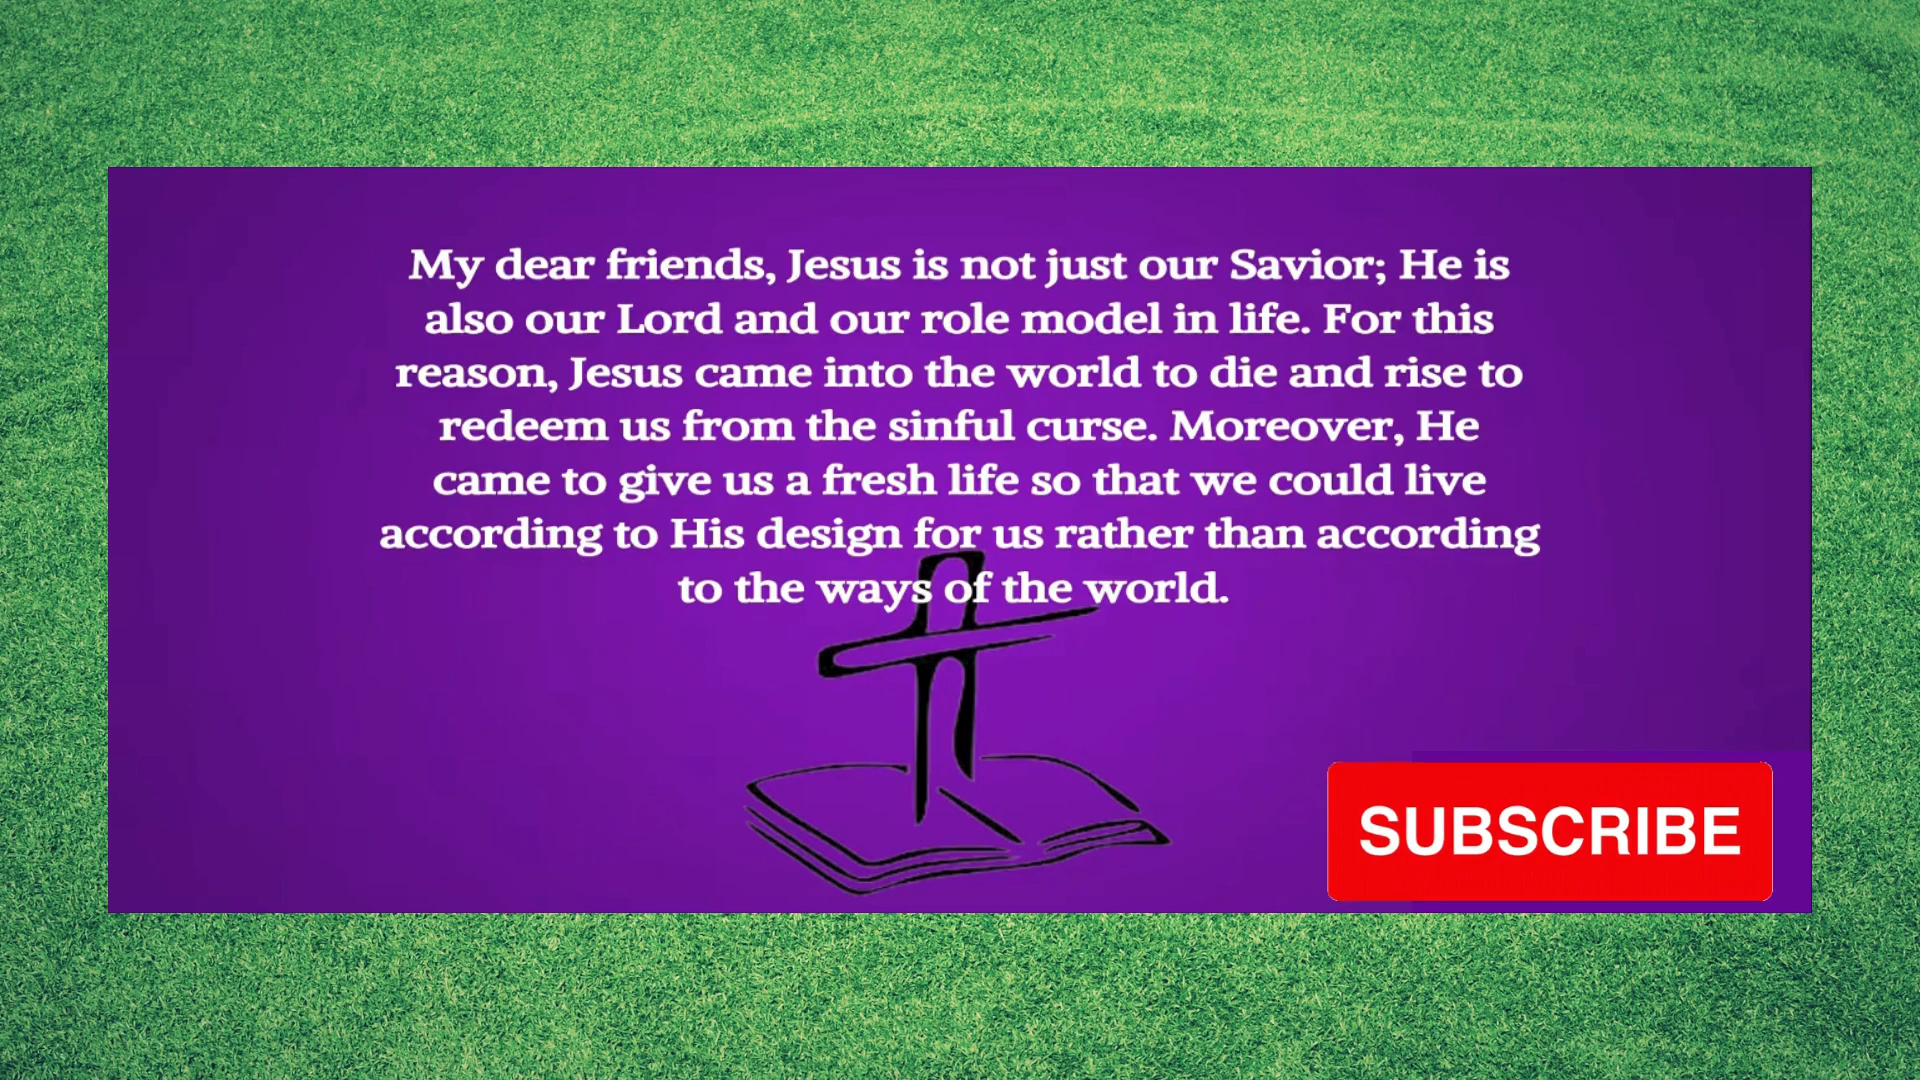 My dear friends, Jesus is not just our Savior; He is
also our Lord and our role model in life. For this
reason, Jesus came into the world to die and rise to
redeem us from the sinful curse. Moreover, He
came to give us a fresh life so that we could live
according to His design for us rather than according
to the ways of the world.
SUBSCRIBE